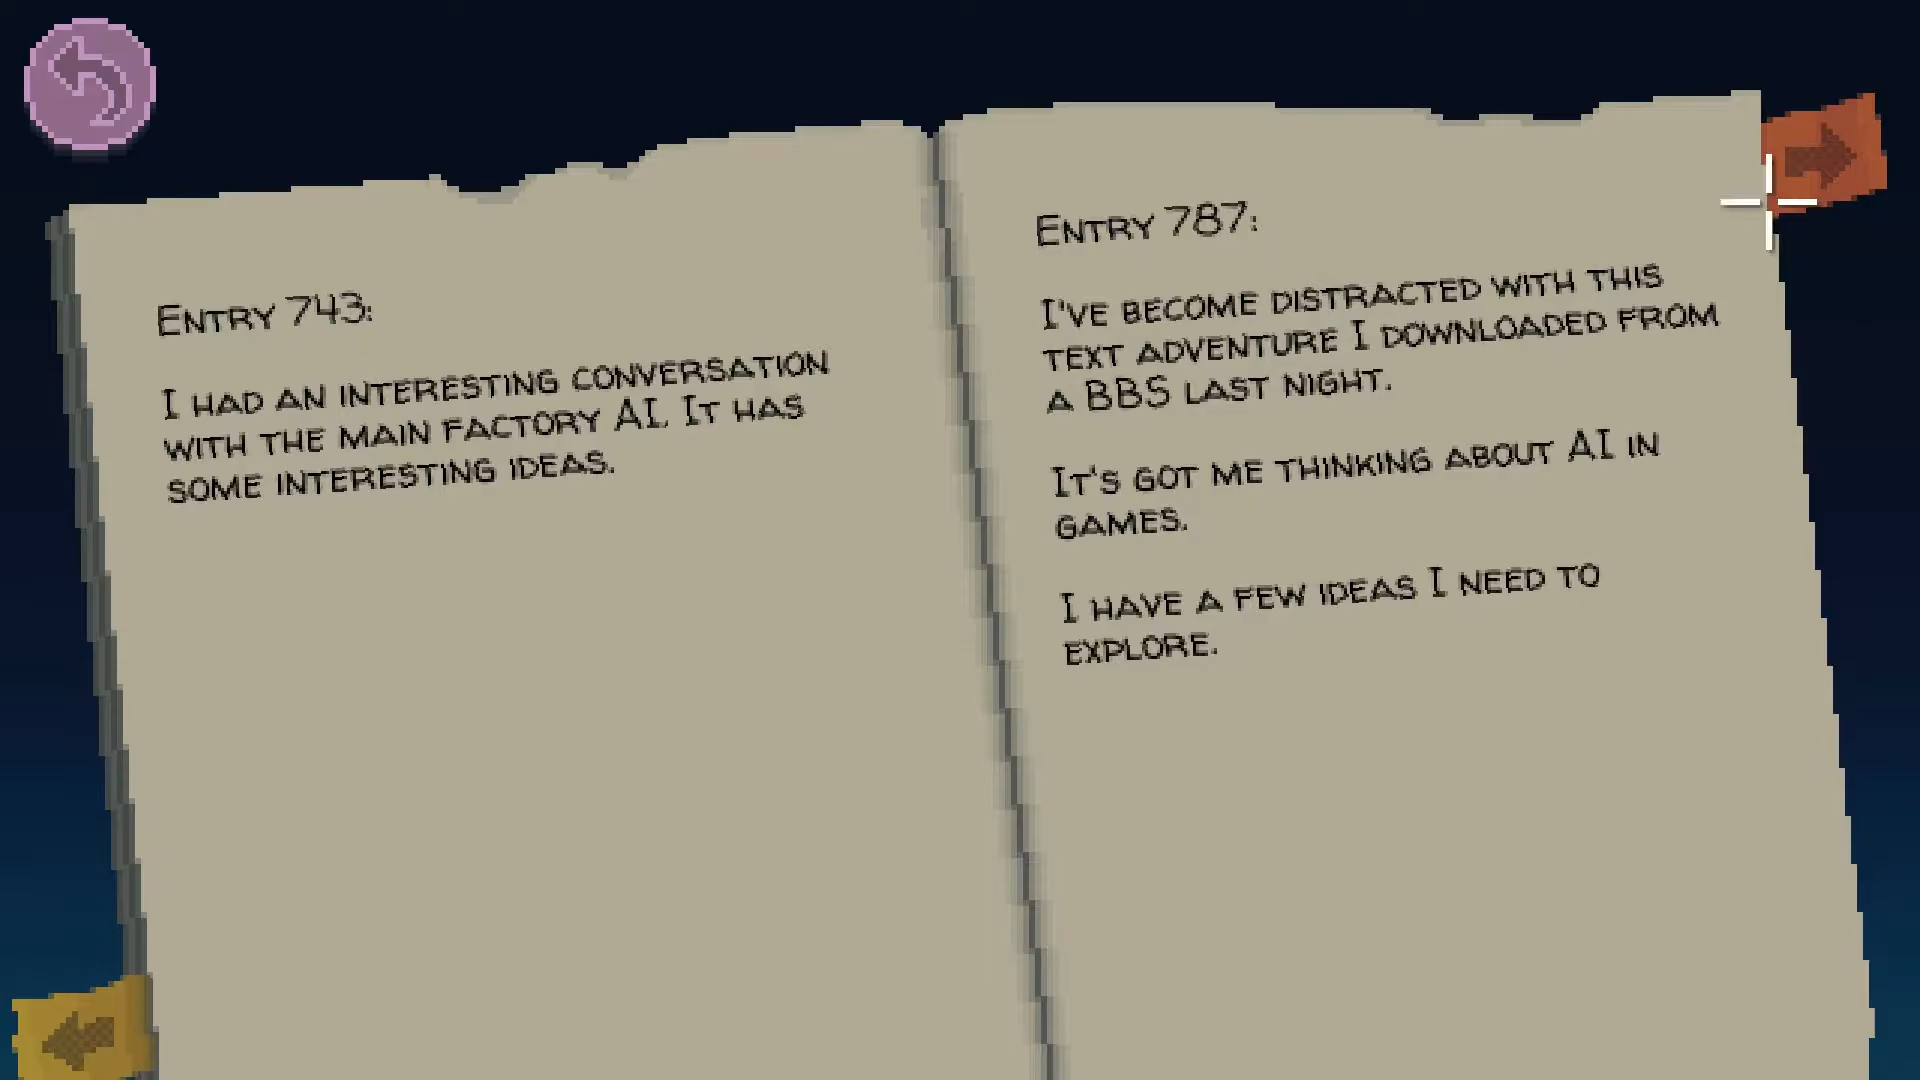 Entry 743:
I had an interesting conversation
with the main factory AI. It has
some interesting ideas.
Entry 787:
I've become distracted with this
text adventure I downloaded from
a BBS last night.
It's got me thinking about AI in
games.
I have a few ideas I need to
explore.